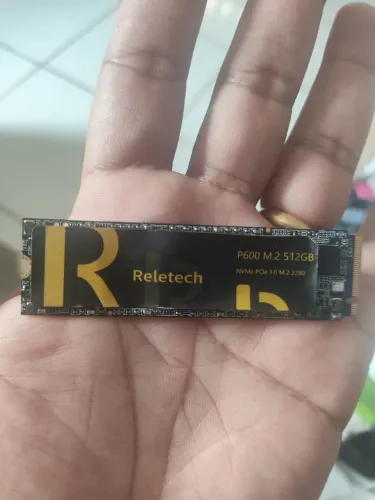 R
Reletech
P600 M.2 512GB
NVMe PCIe 3.0 M.2 2280